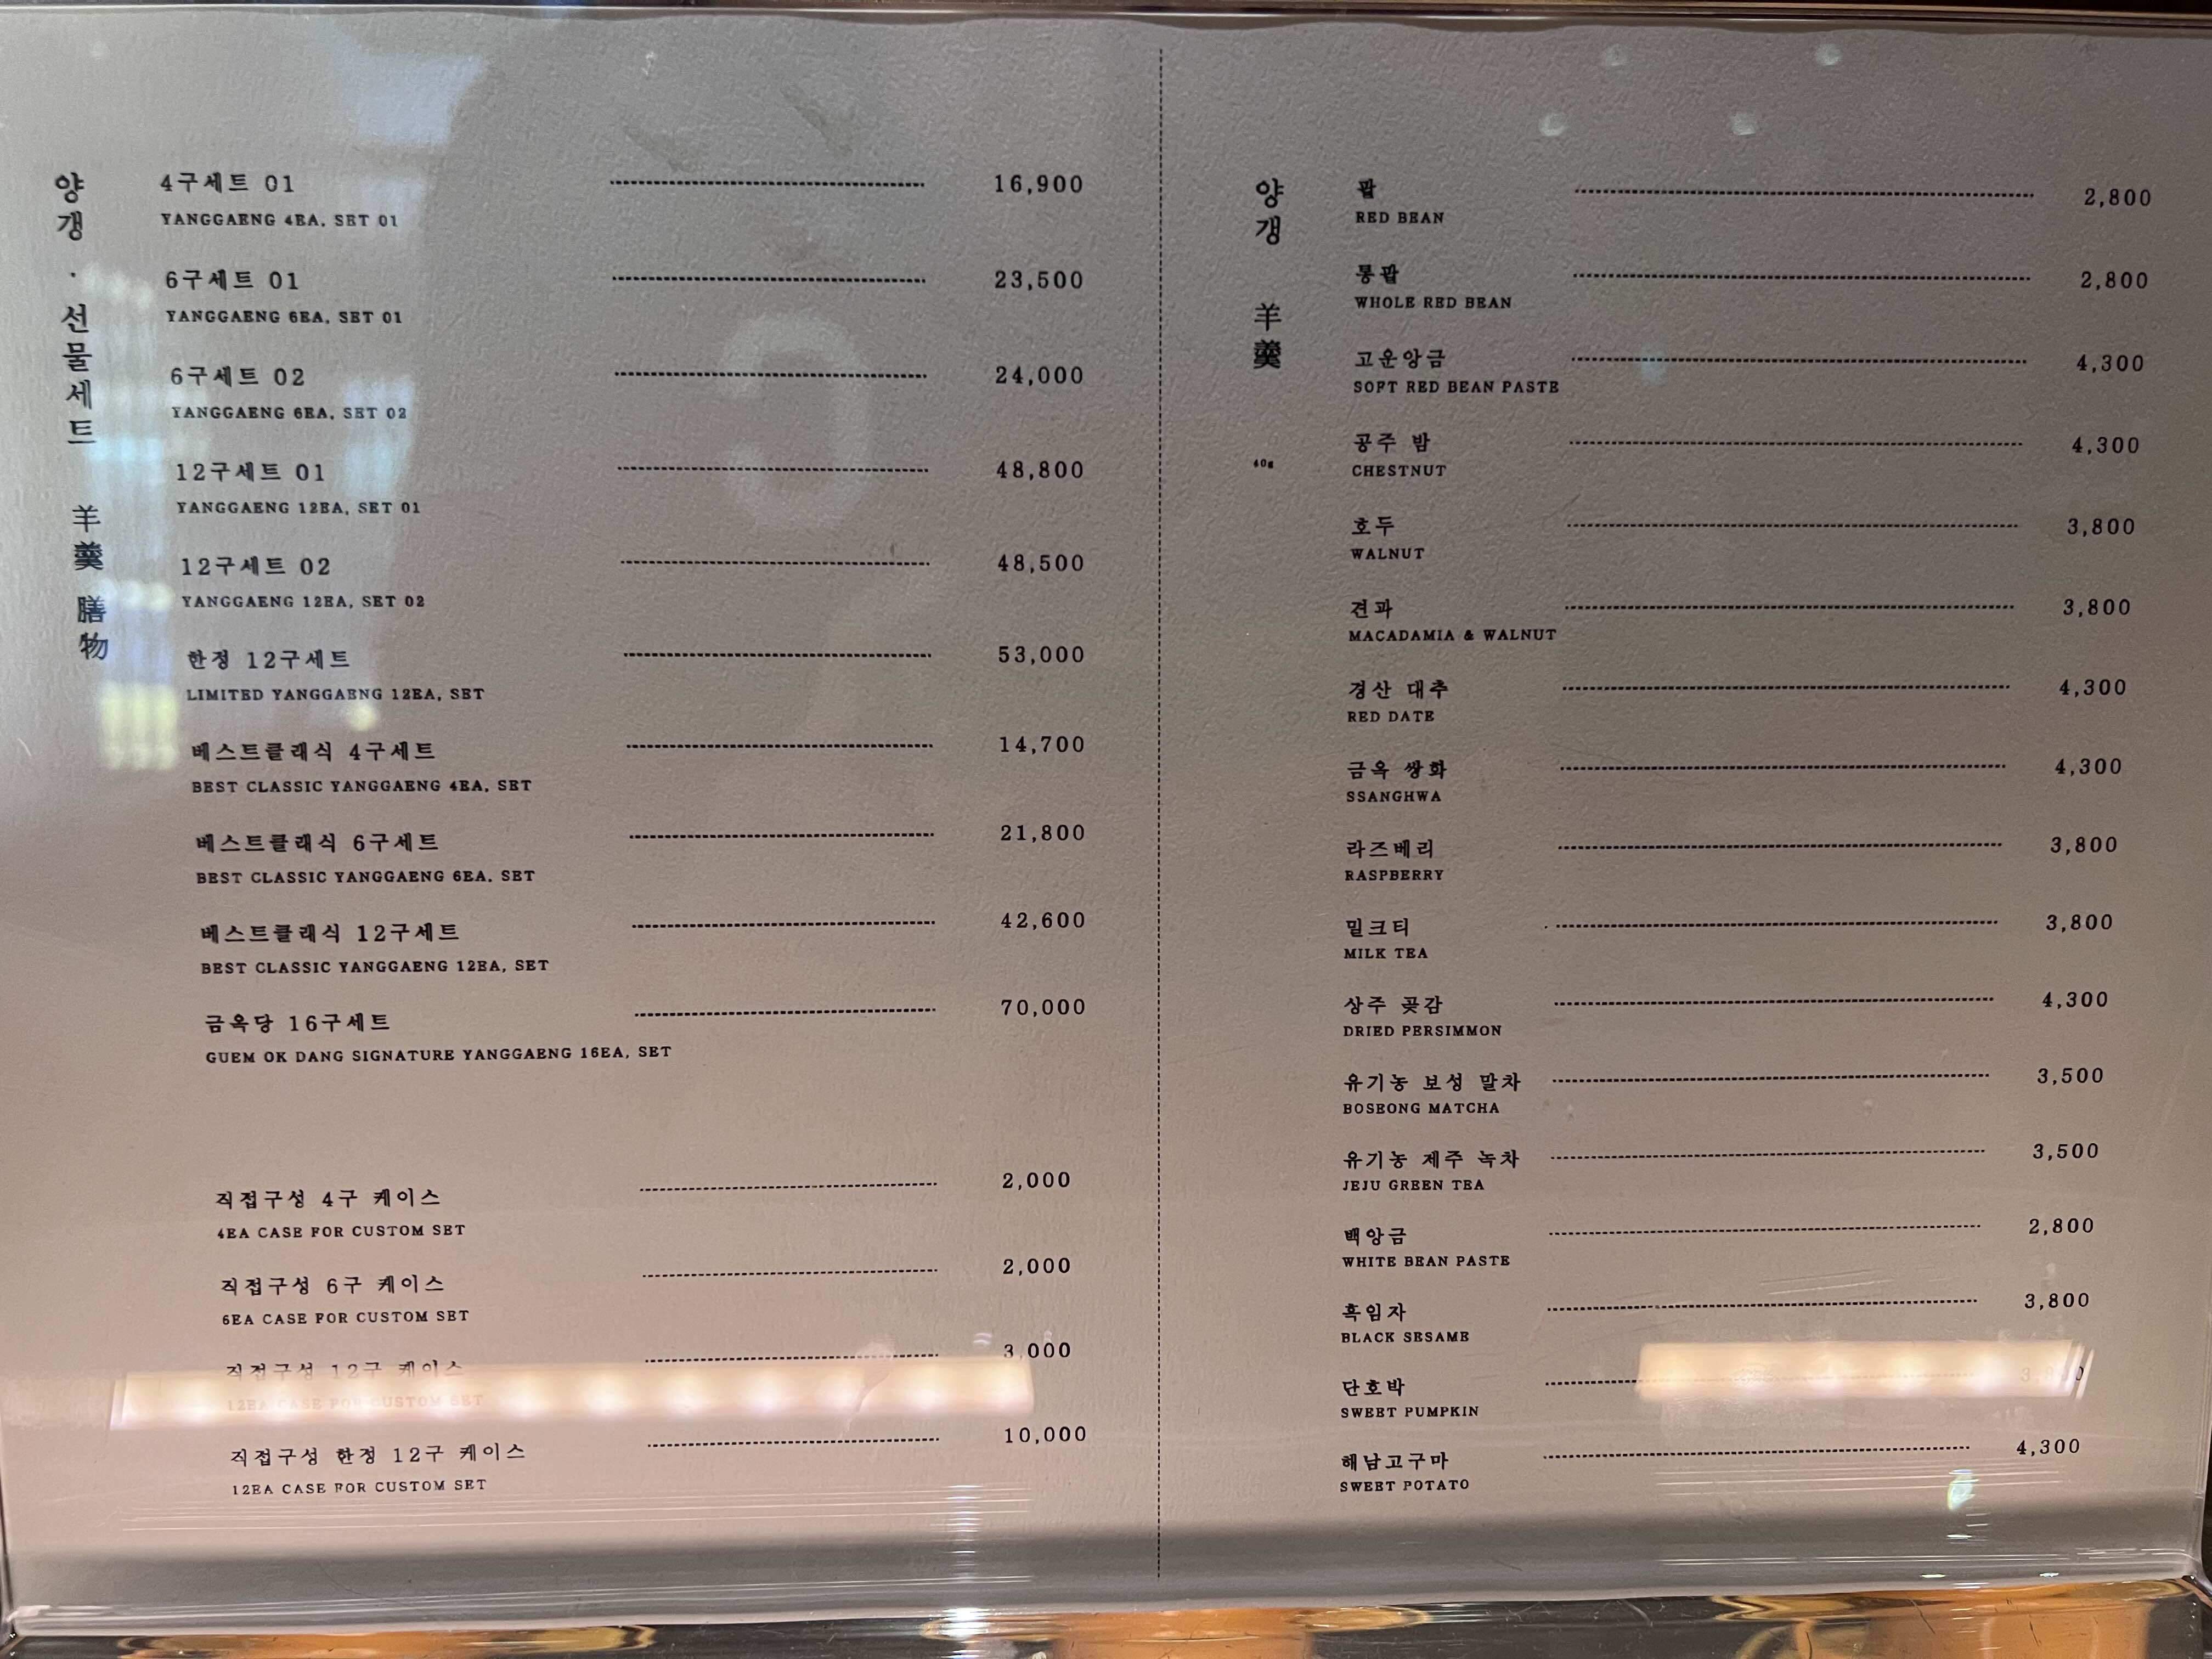 양갱 · 선물세트 羊羹 膳物
4구세트 01 16,900
YANGGAENG 4EA, SET 01
6구세트 01 23,500
YANGGAENG 6EA, SET 01
6구세트 02 24,000
YANGGAENG 6EA, SET 02
12구세트 01 48,800
YANGGAENG 12EA, SET 01
12구세트 02 48,500
YANGGAENG 12EA, SET 02
한정 12구세트 53,000
LIMITED YANGGAENG 12EA, SET
베스트클래식 4구세트 14,700
BEST CLASSIC YANGGAENG 4EA, SET
베스트클래식 6구세트 21,800
BEST CLASSIC YANGGAENG 6EA, SET
베스트클래식 12구세트 42,600
BEST CLASSIC YANGGAENG 12EA, SET
금옥당 16구세트 70,000
GUEM OK DANG SIGNATURE YANGGAENG 16EA, SET
직접구성 4구 케이스 2,000
4EA CASE FOR CUSTOM SET
직접구성 6구 케이스 2,000
6EA CASE FOR CUSTOM SET
직접구성 12구 케이스 3,000
12EA CASE FOR CUSTOM SET
직접구성 한정 12구 케이스 10,000
12EA CASE FOR CUSTOM SET
양갱 羊羹
40g
팥 2,800
RED BEAN
통팥 2,800
WHOLE RED BEAN
고운앙금 4,300
SOFT RED BEAN PASTE
공주 밤 4,300
CHESTNUT
호두 3,800
WALNUT
견과 3,800
MACADAMIA & WALNUT
경산 대추 4,300
RED DATE
금옥 쌍화 4,300
SSANGHWA
라즈베리 3,800
RASPBERRY
밀크티 3,800
MILK TEA
상주 곶감 4,300
DRIED PERSIMMON
유기농 보성 말차 3,500
BOSEONG MATCHA
유기농 제주 녹차 3,500
JEJU GREEN TEA
백앙금 2,800
WHITE BEAN PASTE
흑임자 3,800
BLACK SESAME
단호박
SWEET PUMPKIN
해남고구마 4,300
SWEET POTATO